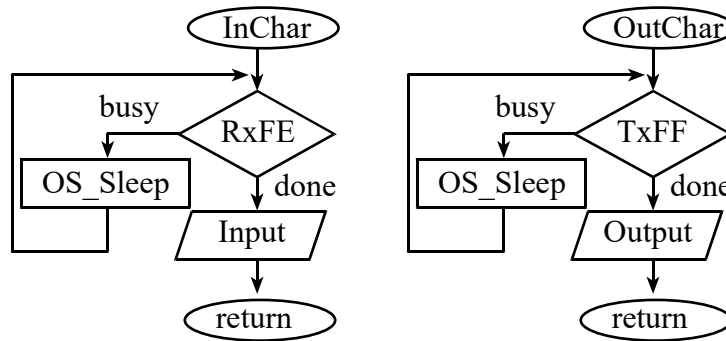 InChar
busy
RxFE
OS_Sleep
done
Input
return
OutChar
busy
TxFF
OS_Sleep
done
Output
return